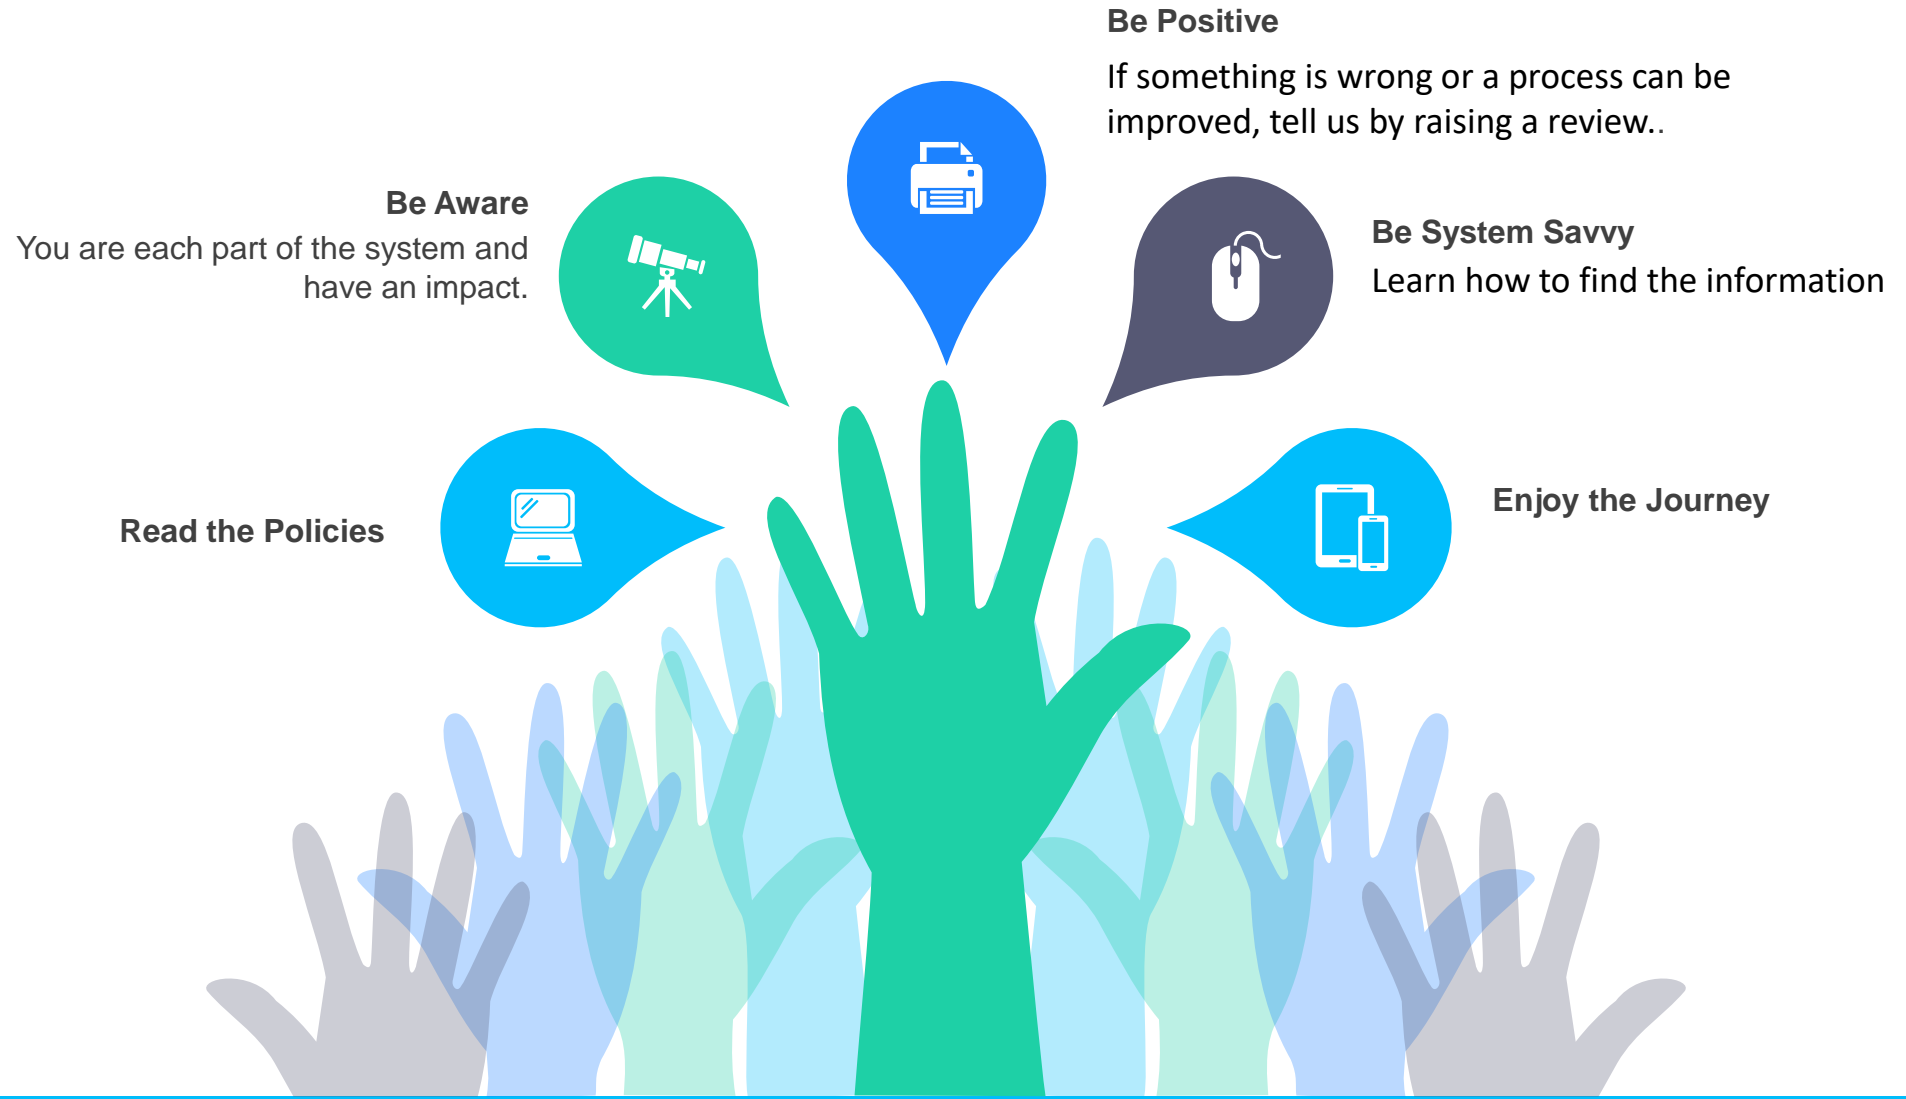 Be Positive
If something is wrong or a process can be
improved, tell us by raising a review..
Be Aware
You are each part of the system and
have an impact.
Be System Savvy
Learn how to find the information
Read the Policies
Enjoy the Journey